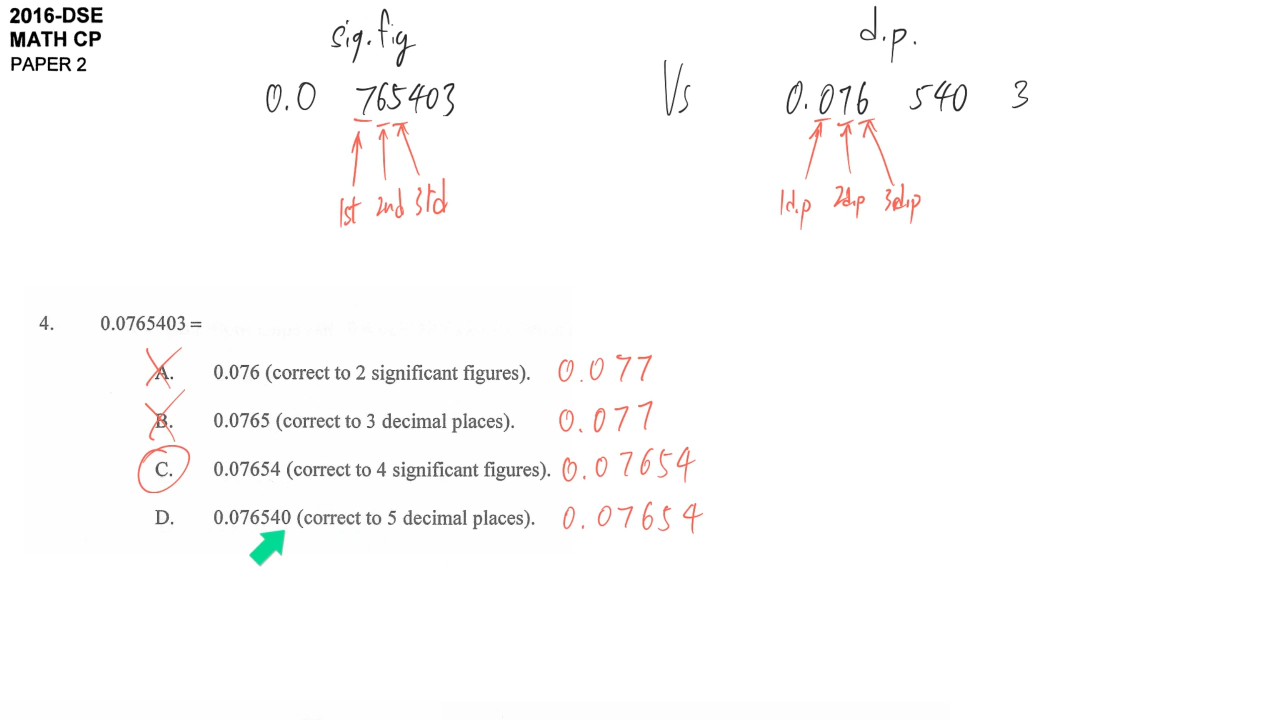 2016-DSE
MATH CP
PAPER 2
sig.fig
d.p.
0.0 765403
Vs
0.076 540 3
1st 2nd 3rd
1d.p 2d.p 3d.p
4. 0.0765403 =
A. 0.076 (correct to 2 significant figures). 0.077
B. 0.0765 (correct to 3 decimal places). 0.077
C. 0.07654 (correct to 4 significant figures). 0.07654
D. 0.076540 (correct to 5 decimal places). 0.07654